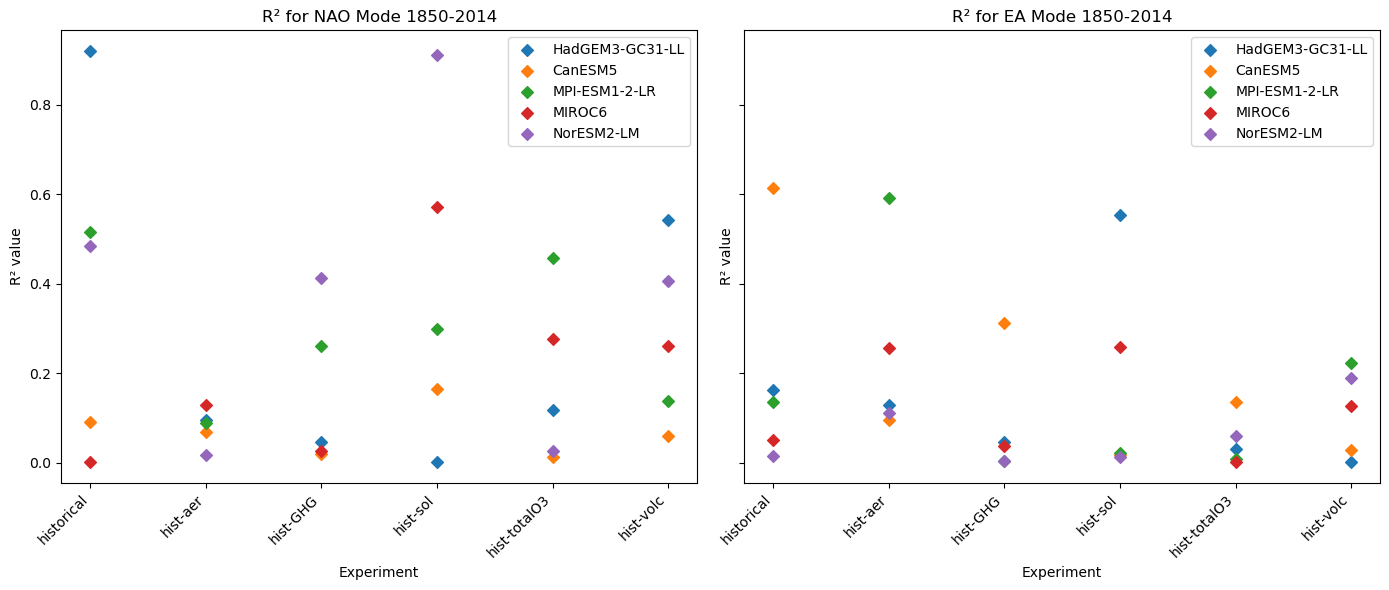 R² for NAO Mode 1850-2014
R² value
0.8
0.6
0.4
0.2
0.0
HadGEM3-GC31-LL
CanESM5
MPI-ESM1-2-LR
MIROC6
NorESM2-LM
historical
hist-aer
hist-GHG
hist-sol
hist-totalO3
hist-volc
Experiment
R² for EA Mode 1850-2014
R² value
HadGEM3-GC31-LL
CanESM5
MPI-ESM1-2-LR
MIROC6
NorESM2-LM
historical
hist-aer
hist-GHG
hist-sol
hist-totalO3
hist-volc
Experiment